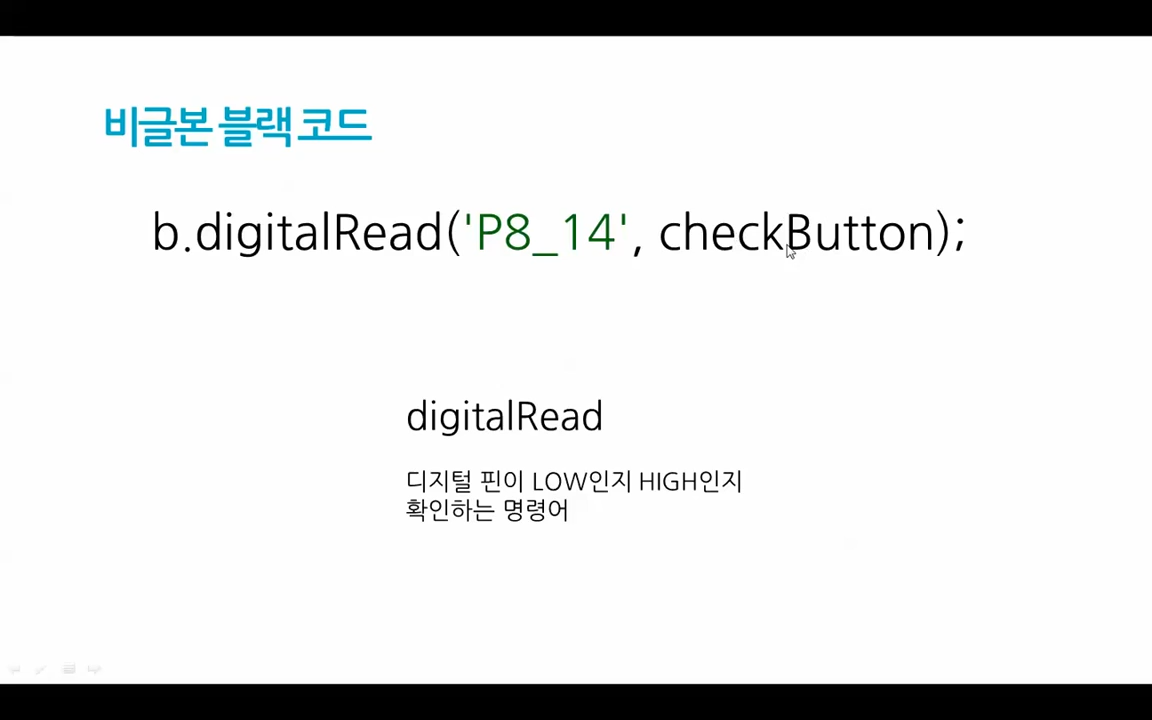 비글본 블랙 코드
b.digitalRead('P8_14', checkButton);
digitalRead
디지털 핀이 LOW인지 HIGH인지
확인하는 명령어